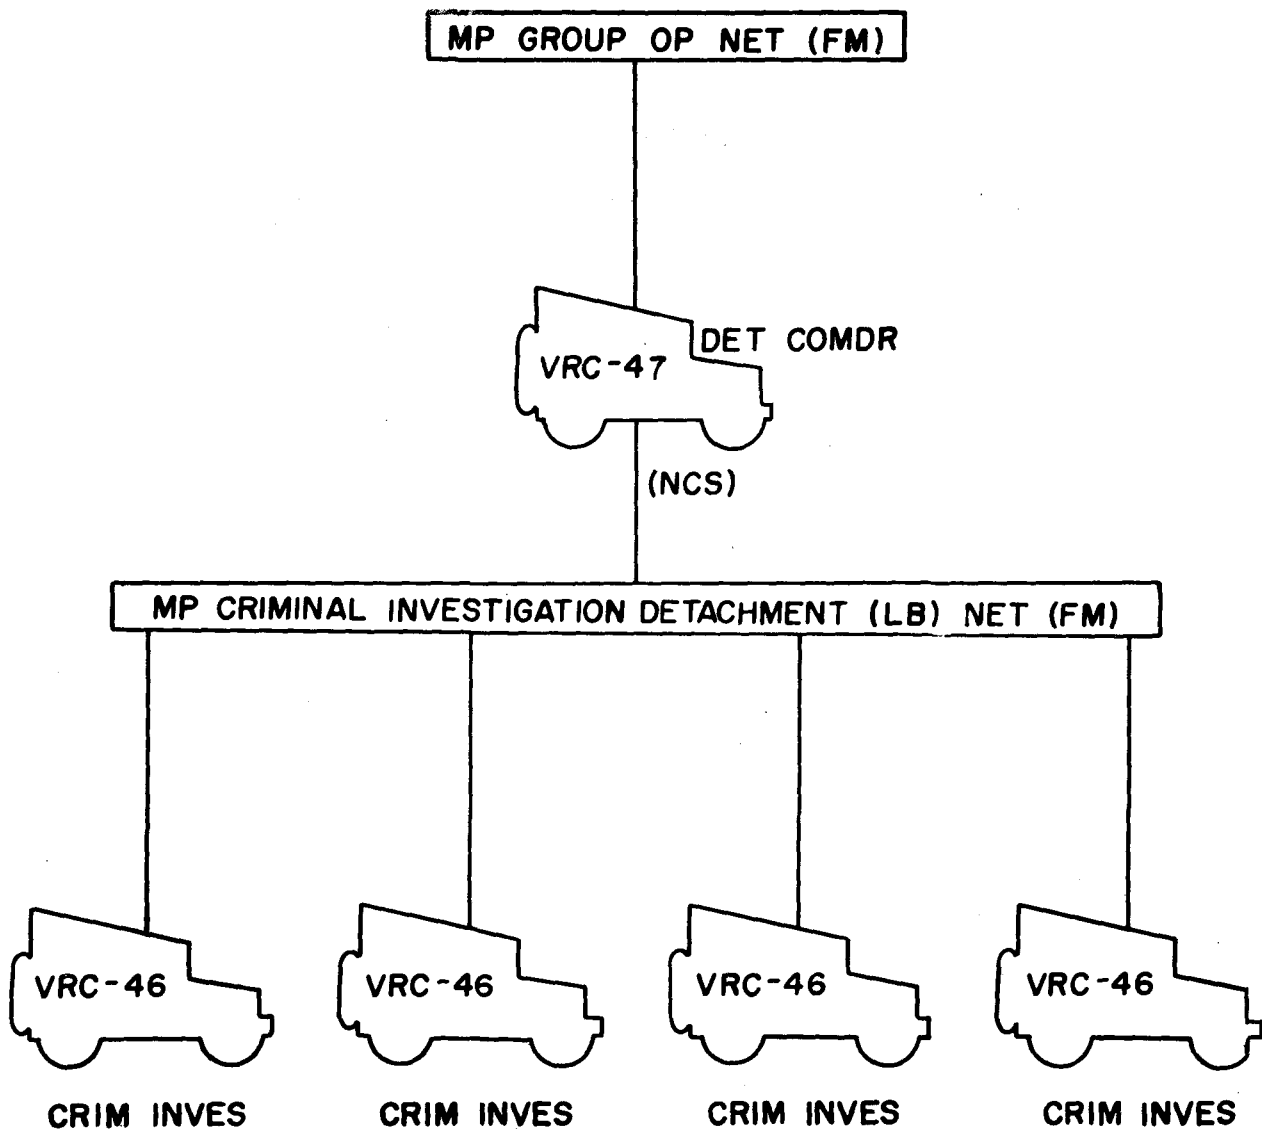 MP GROUP OP NET (FM)
DET COMDR
VRC-47
(NCS)
MP CRIMINAL INVESTIGATION DETACHMENT (LB) NET (FM)
VRC-46
VRC-46
VRC-46
VRC-46
CRIM INVES
CRIM INVES
CRIM INVES
CRIM INVES